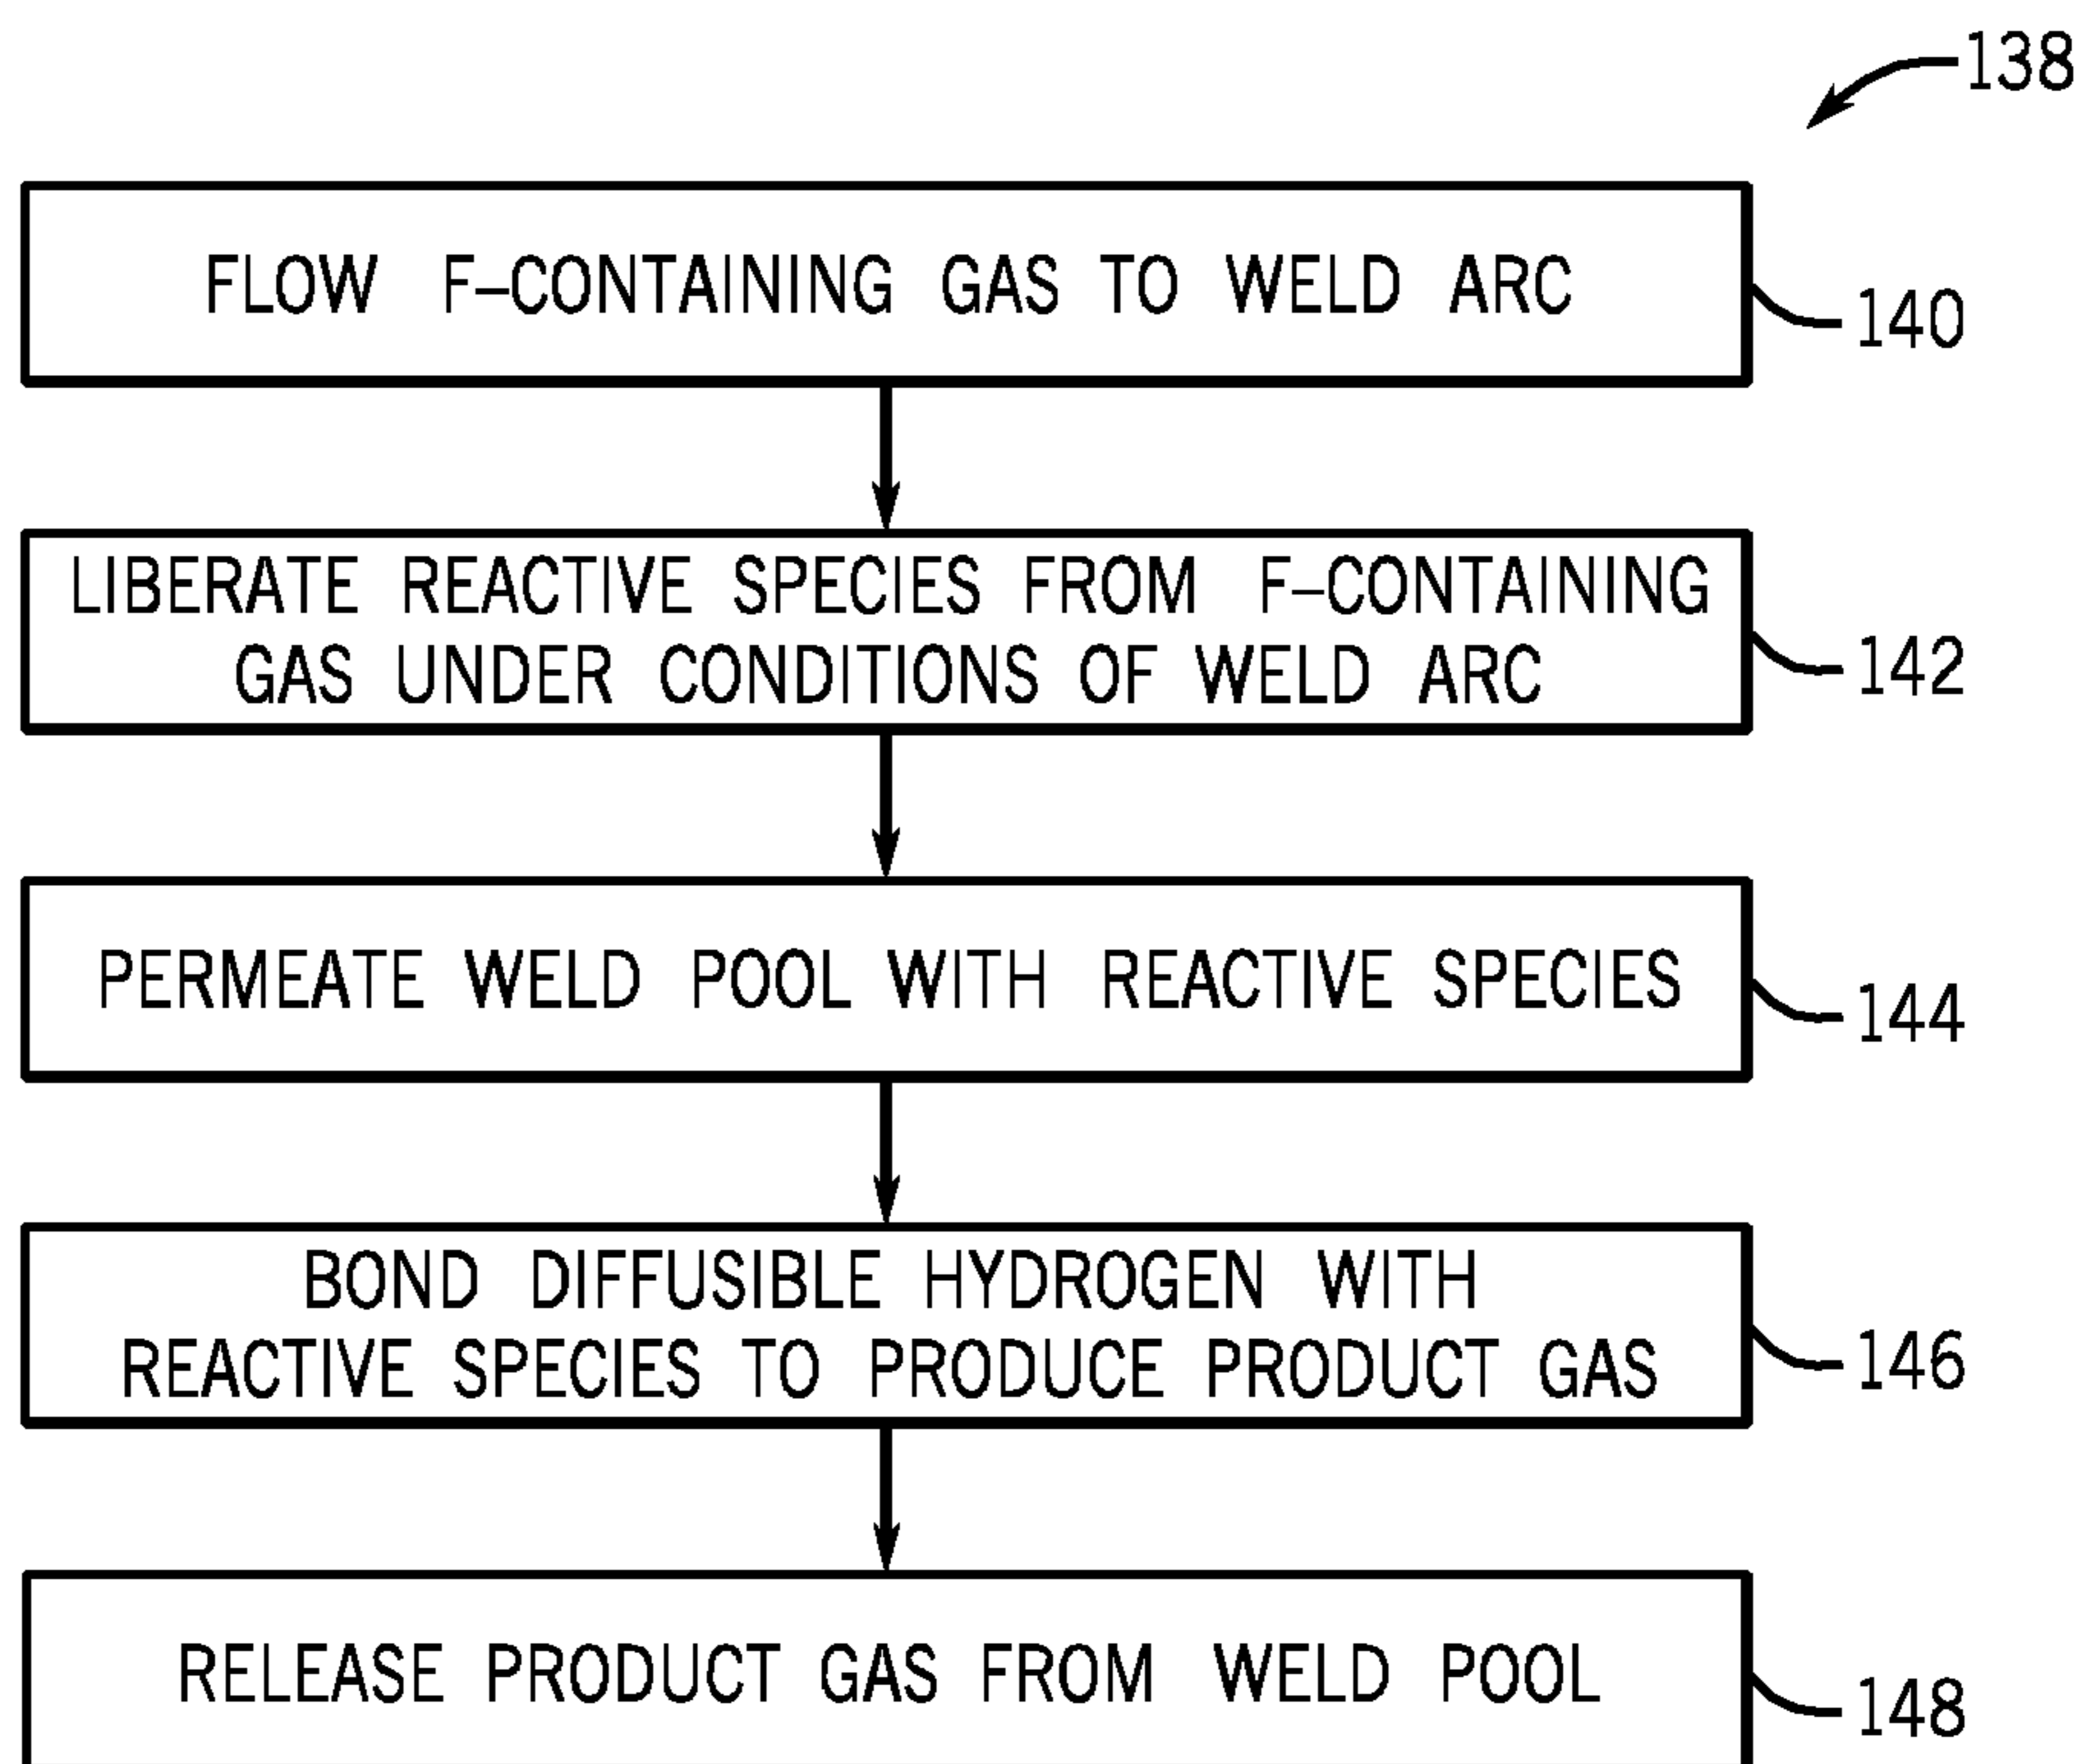 138
FLOW F-CONTAINING GAS TO WELD ARC
140
LIBERATE REACTIVE SPECIES FROM F-CONTAINING
GAS UNDER CONDITIONS OF WELD ARC
142
PERMEATE WELD POOL WITH REACTIVE SPECIES
144
BOND DIFFUSIBLE HYDROGEN WITH
REACTIVE SPECIES TO PRODUCE PRODUCT GAS
146
RELEASE PRODUCT GAS FROM WELD POOL
148